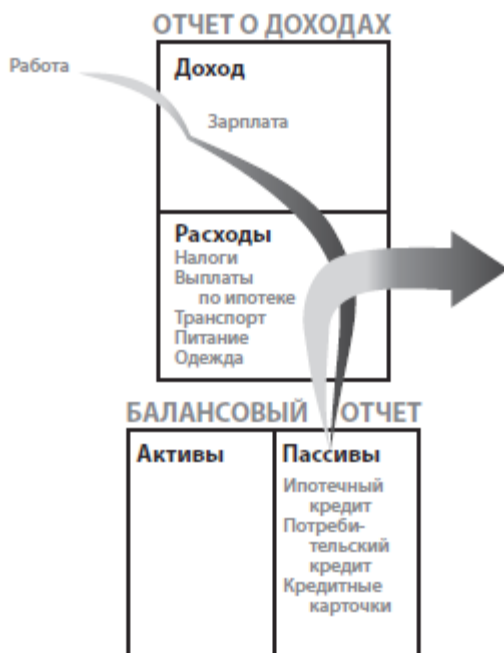 ОТЧЕТ О ДОХОДАХ
Работа
Доход
Зарплата
Расходы
Налоги
Выплаты
по ипотеке
Транспорт
Питание
Одежда
БАЛАНСОВЫЙ ОТЧЕТ
Активы
Пассивы
Ипотечный
кредит
Потреби-
тельский
кредит
Кредитные
карточки